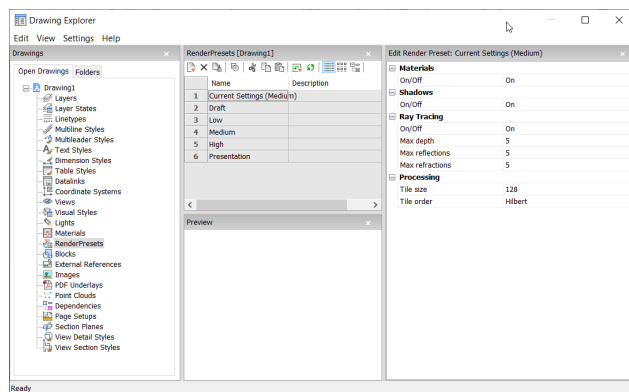 Drawing Explorer
Edit View Settings Help
Drawings
Open Drawings Folders
Drawing1
Layers
Layer States
Linetypes
Multiline Styles
Multileader Styles
Text Styles
Dimension Styles
Table Styles
Datalinks
Coordinate Systems
Views
Visual Styles
Lights
Materials
RenderPresets
Blocks
External References
Images
PDF Underlays
Point Clouds
Dependencies
Page Setups
Section Planes
View Detail Styles
View Section Styles
RenderPresets [Drawing1]
Name Description
1 Current Settings (Medium)
2 Draft
3 Low
4 Medium
5 High
6 Presentation
Preview
Edit Render Preset: Current Settings (Medium)
Materials
On/Off On
Shadows
On/Off On
Ray Tracing
On/Off On
Max depth 5
Max reflections 5
Max refractions 5
Processing
Tile size 128
Tile order Hilbert
Ready